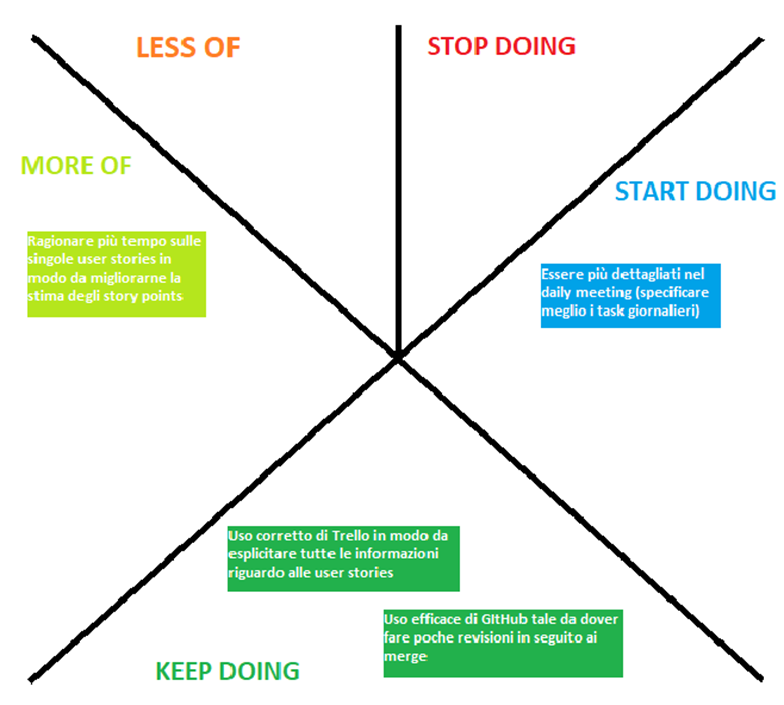 LESS OF
STOP DOING
MORE OF
START DOING
Ragionare più tempo sulle
singole user stories in
modo da migliorarne la
stima degli story points
Essere più dettagliati nel
daily meeting (specificare
meglio i task giornalieri)
Uso corretto di Trello in modo da
esplicitare tutte le informazioni
riguardo alle user stories
Uso efficace di GItHub tale da dover
fare poche revisioni in seguito ai
merge
KEEP DOING